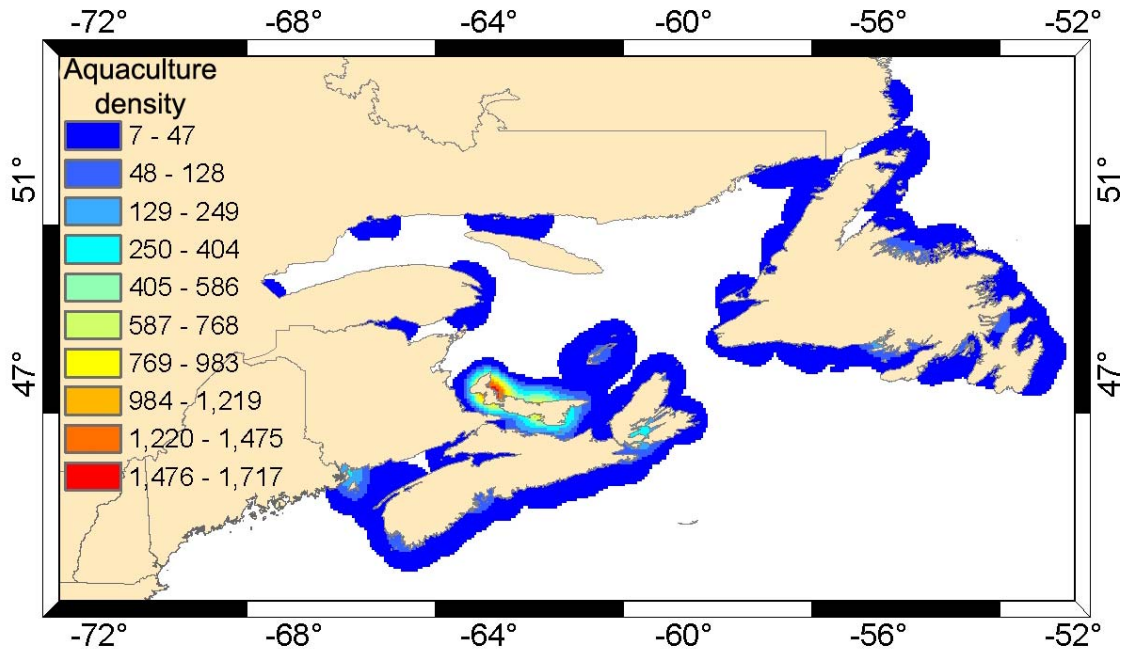 -72° -68° -64° -60° -56° -52°
Aquaculture
density
7 - 47
48 - 128
129 - 249
250 - 404
405 - 586
587 - 768
769 - 983
984 - 1,219
1,220 - 1,475
1,476 - 1,717
51°
47°
51°
47°
-72° -68° -64° -60° -56° -52°